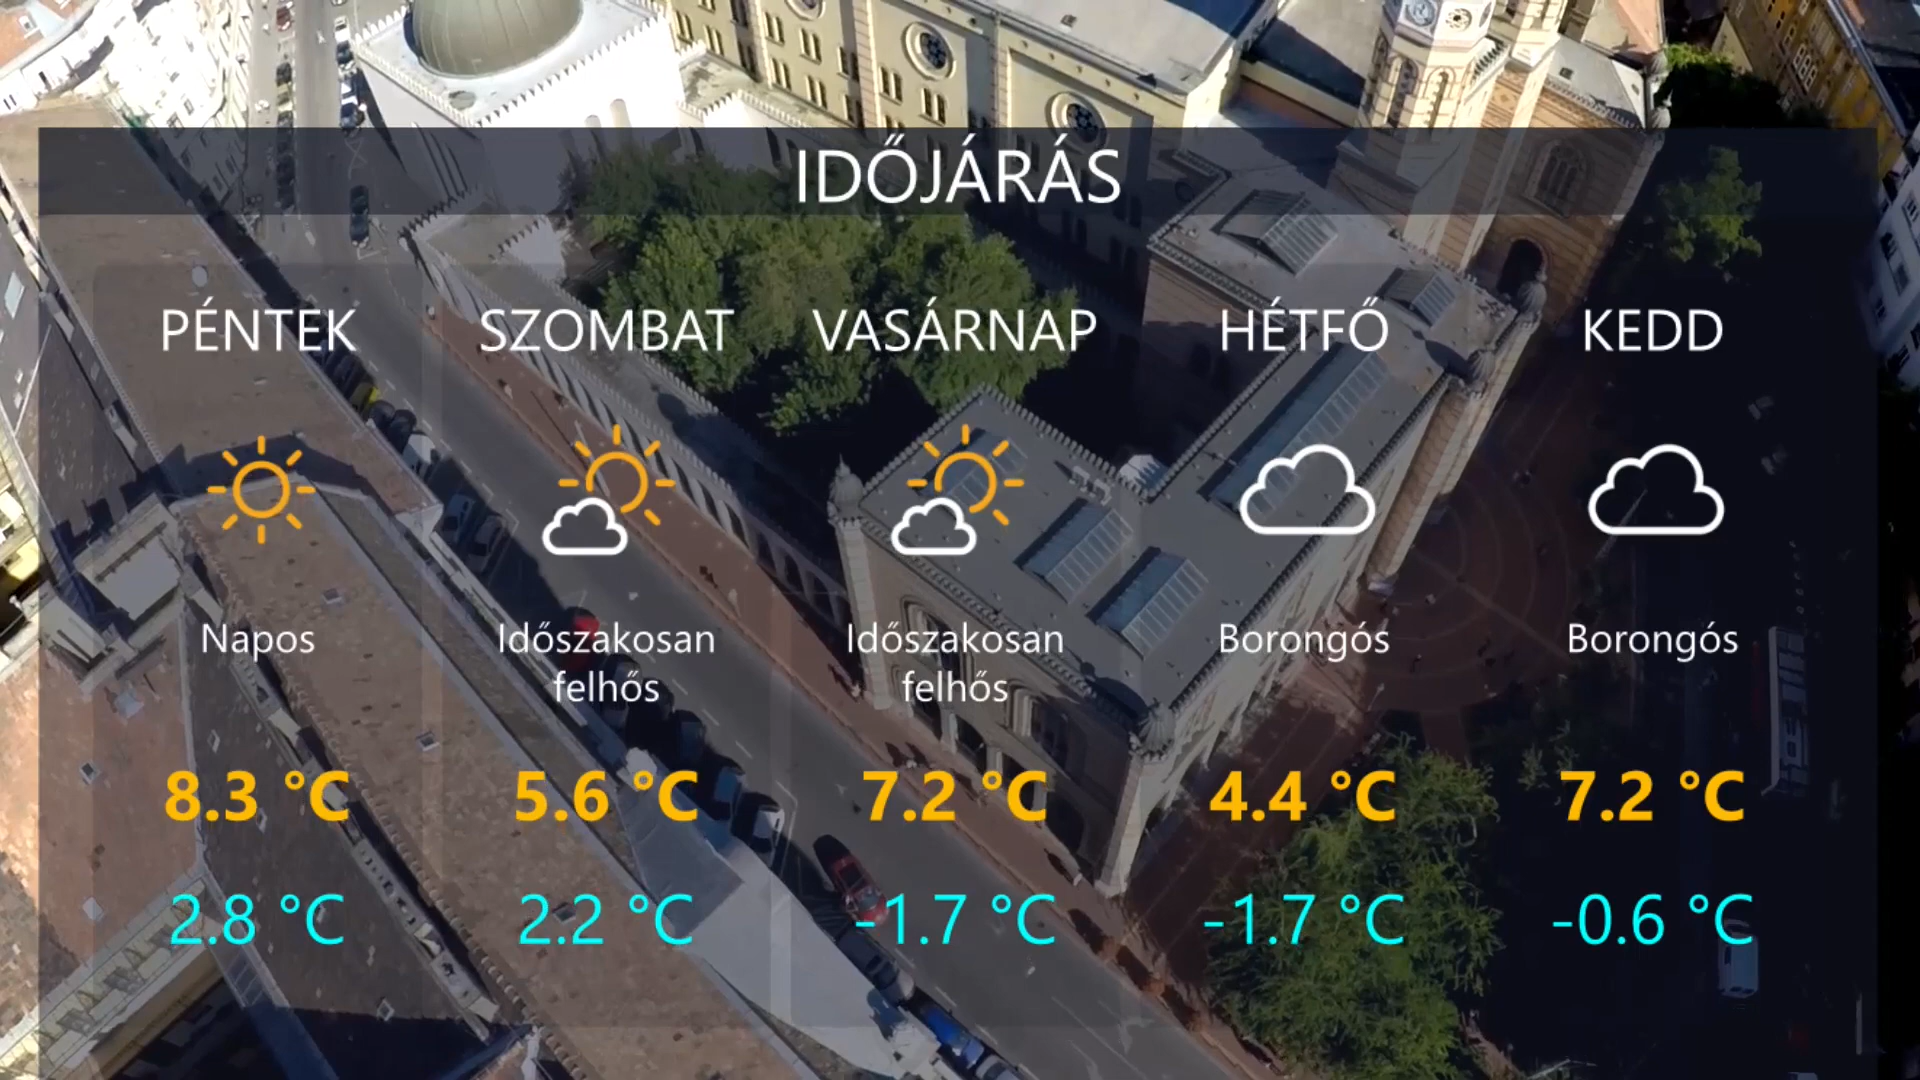 IDŐJÁRÁS
PÉNTEK
Napos
8.3 °C
2.8 °C
SZOMBAT
Időszakosan
felhős
5.6 °C
2.2 °C
VASÁRNAP
Időszakosan
felhős
7.2 °C
-1.7 °C
HÉTFŐ
Borongós
4.4 °C
-1.7 °C
KEDD
Borongós
7.2 °C
-0.6 °C